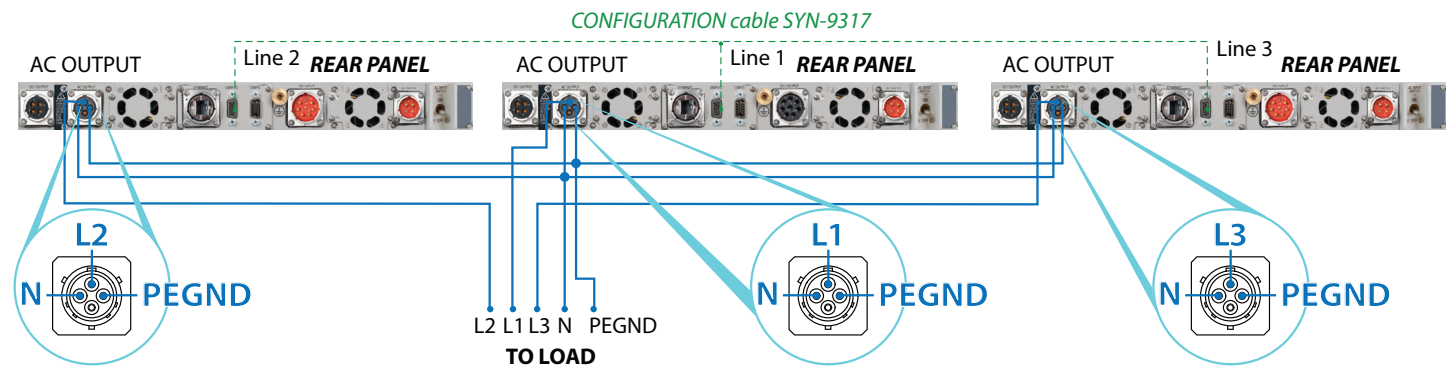 CONFIGURATION cable SYN-9317
AC OUTPUT
Line 2
REAR PANEL
AC OUTPUT
Line 1
REAR PANEL
AC OUTPUT
Line 3
REAR PANEL
L2
N
PEGND
L1
N
PEGND
L3
N
PEGND
L2 L1 L3 N PEGND
TO LOAD